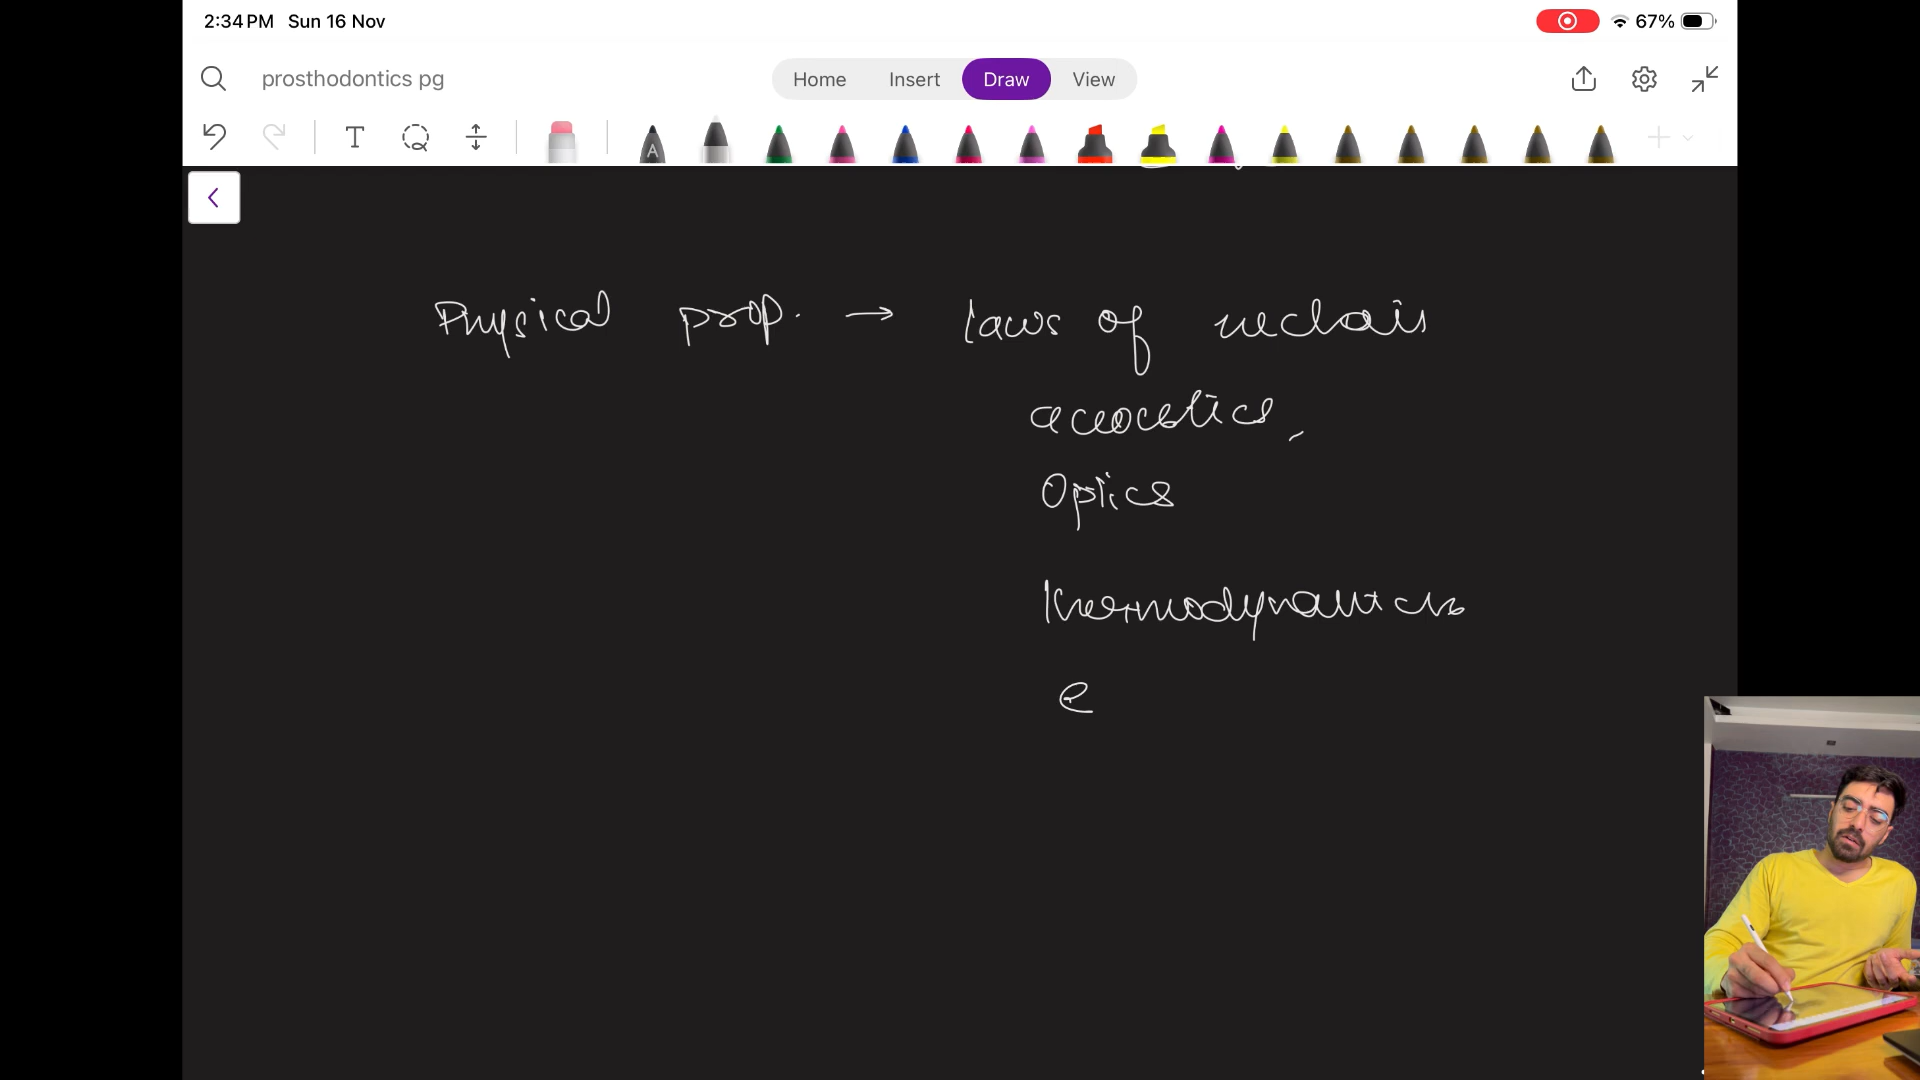 2:34 PM Sun 16 Nov 67%
prosthodontics pg Home Insert Draw View
T A
Physical prop. → laws of
acoustics,
Optics
thermodynamics
e